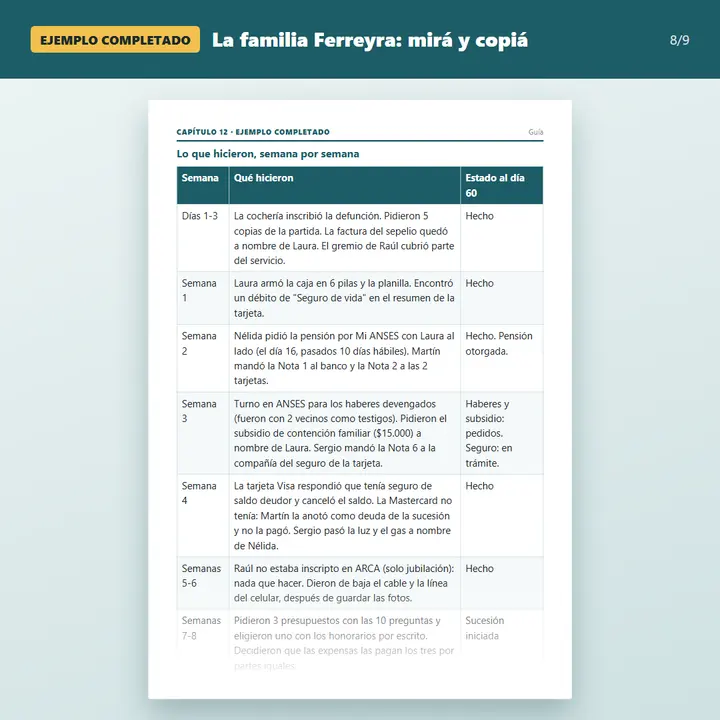 EJEMPLO COMPLETADO
La familia Ferreyra: mirá y copiá
8/9
CAPÍTULO 12 · EJEMPLO COMPLETADO
Guía
Lo que hicieron, semana por semana
Semana
Qué hicieron
Estado al día
60
Días 1-3
La cochería inscribió la defunción. Pidieron 5
copias de la partida. La factura del sepelio quedó
a nombre de Laura. El gremio de Raúl cubrió parte
del servicio.
Hecho
Semana
1
Laura armó la caja en 6 pilas y la planilla. Encontró
un débito de "Seguro de vida" en el resumen de la
tarjeta.
Hecho
Semana
2
Nélida pidió la pensión por Mi ANSES con Laura al
lado (el día 16, pasados 10 días hábiles). Martín
mandó la Nota 1 al banco y la Nota 2 a las 2
tarjetas.
Hecho. Pensión
otorgada.
Semana
3
Turno en ANSES para los haberes devengados
(fueron con 2 vecinos como testigos). Pidieron el
subsidio de contención familiar ($15.000) a
nombre de Laura. Sergio mandó la Nota 6 a la
compañía del seguro de la tarjeta.
Haberes y
subsidio:
pedidos.
Seguro: en
trámite.
Semana
4
La tarjeta Visa respondió que tenía seguro de
saldo deudor y canceló el saldo. La Mastercard no
tenía: Martín la anotó como deuda de la sucesión
y no la pagó. Sergio pasó la luz y el gas a nombre
de Nélida.
Hecho
Semanas
5-6
Raúl no estaba inscripto en ARCA (solo jubilación):
nada que hacer. Dieron de baja el cable y la línea
del celular, después de guardar las fotos.
Hecho
Semanas
7-8
Pidieron 3 presupuestos con las 10 preguntas y
eligieron uno con los honorarios por escrito.
Decidieron que las expensas las pagan los tres por
partes iguales.
Sucesión
iniciada